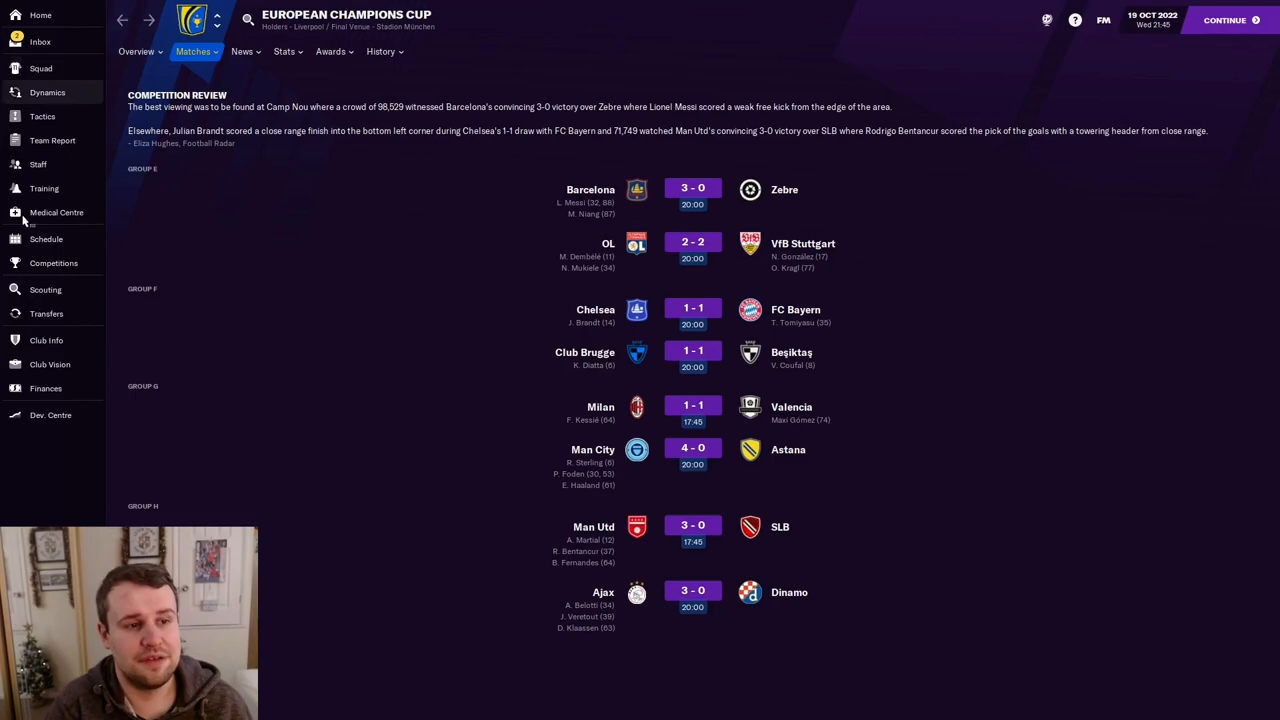 Home
2
Inbox
Squad
Dynamics
Tactics
Team Report
Staff
Training
Medical Centre
Schedule
Competitions
Scouting
Transfers
Club Info
Club Vision
Finances
Dev. Centre
EUROPEAN CHAMPIONS CUP
Holders - Liverpool / Final Venue - Stadion München
? FM
19 OCT 2022
Wed 21:45
CONTINUE
Overview Matches News Stats Awards History
COMPETITION REVIEW
The best viewing was to be found at Camp Nou where a crowd of 98,529 witnessed Barcelona's convincing 3-0 victory over Zebre where Lionel Messi scored a weak free kick from the edge of the area.
Elsewhere, Julian Brandt scored a close range finish into the bottom left corner during Chelsea's 1-1 draw with FC Bayern and 71,749 watched Man Utd's convincing 3-0 victory over SLB where Rodrigo Bentancur scored the pick of the goals with a towering header from close range.
- Eliza Hughes, Football Radar
GROUP E
Barcelona 3 - 0 Zebre
L. Messi (32, 88) 20:00
M. Niang (87)
OL 2 - 2 VfB Stuttgart
M. Dembélé (11) 20:00 N. González (17)
N. Mukiele (34) O. Kragl (77)
GROUP F
Chelsea 1 - 1 FC Bayern
J. Brandt (14) 20:00 T. Tomiyasu (35)
Club Brugge 1 - 1 Beşiktaş
K. Diatta (6) 20:00 V. Coufal (8)
GROUP G
Milan 1 - 1 Valencia
F. Kessié (64) 17:45 Maxi Gómez (74)
Man City 4 - 0 Astana
R. Sterling (6) 20:00
P. Foden (30, 53)
E. Haaland (61)
GROUP H
Man Utd 3 - 0 SLB
A. Martial (12) 17:45
R. Bentancur (37)
B. Fernandes (64)
Ajax 3 - 0 Dinamo
A. Belotti (34) 20:00
J. Veretout (39)
D. Klaassen (63)